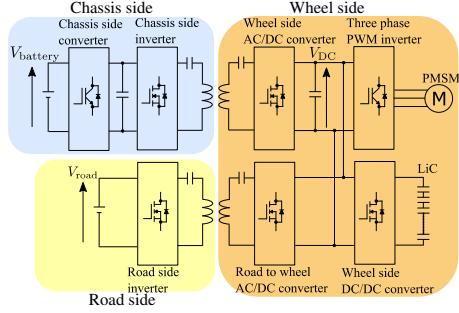 Chassis side
Wheel side
Chassis side
converter
Chassis side
inverter
Wheel side
AC/DC converter
Three phase
PWM inverter
V_battery
V_DC
PMSM
M
V_road
LiC
Road side
inverter
Road to wheel
AC/DC converter
Wheel side
DC/DC converter
Road side